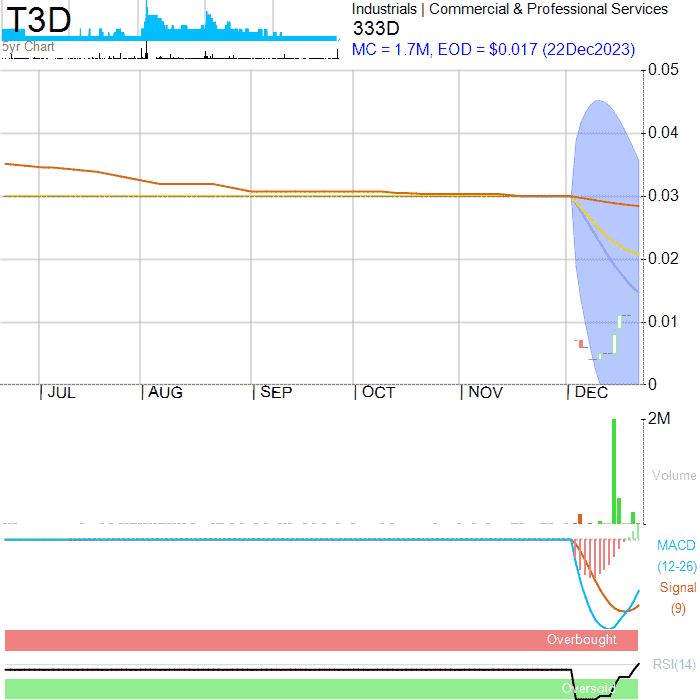 T3D
5yr Chart
Industrials | Commercial & Professional Services
333D
MC = 1.7M, EOD = $0.017 (22Dec2023)
0.05
0.04
0.03
0.02
0.01
0
JUL AUG SEP OCT NOV DEC
2M
Volume
MACD
(12-26)
Signal
(9)
Overbought
RSI(14)
Oversold